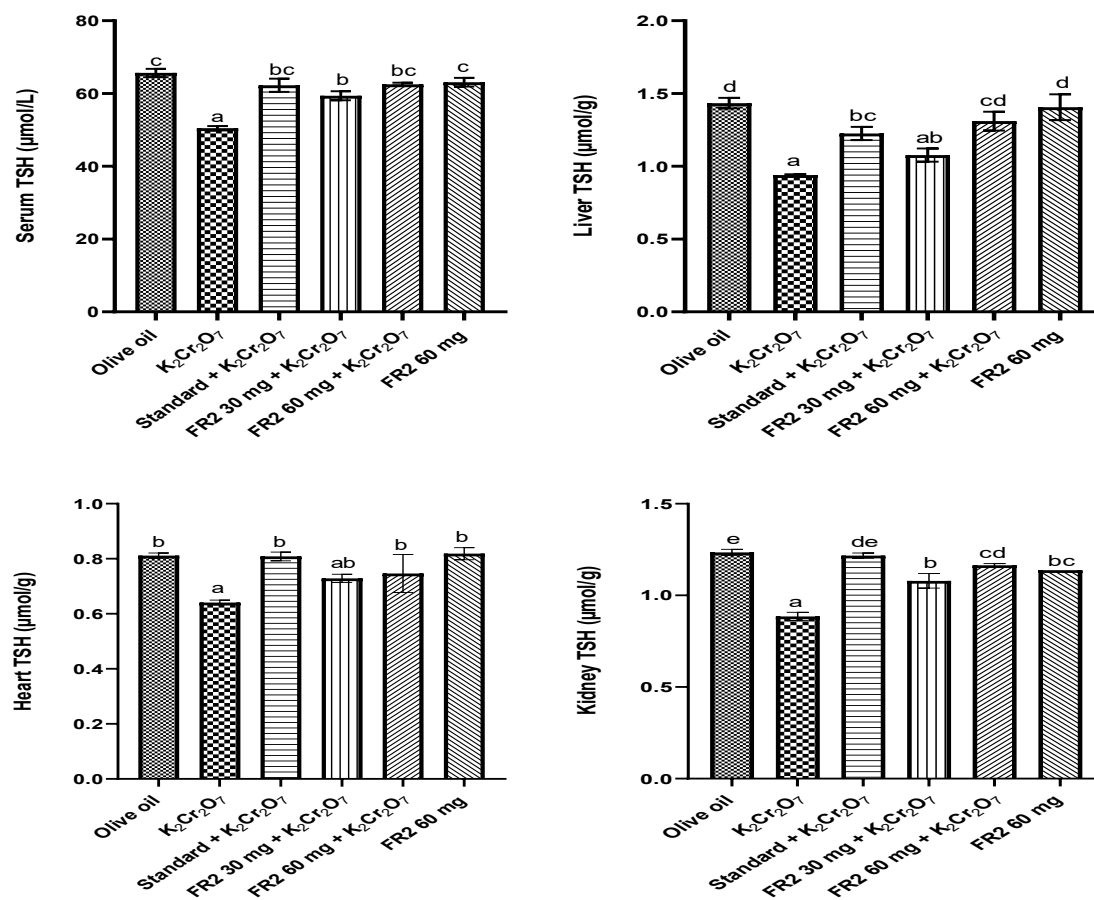 Serum TSH (µmol/L)
80
60
40
20
0
c
a
bc
b
bc
c
Olive oil
K₂Cr₂O₇
Standard + K₂Cr₂O₇
FR2 30 mg + K₂Cr₂O₇
FR2 60 mg + K₂Cr₂O₇
FR2 60 mg
Liver TSH (µmol/g)
2.0
1.5
1.0
0.5
0.0
d
a
bc
ab
cd
d
Olive oil
K₂Cr₂O₇
Standard + K₂Cr₂O₇
FR2 30 mg + K₂Cr₂O₇
FR2 60 mg + K₂Cr₂O₇
FR2 60 mg
Heart TSH (µmol/g)
1.0
0.8
0.6
0.4
0.2
0.0
b
a
b
ab
b
b
Olive oil
K₂Cr₂O₇
Standard + K₂Cr₂O₇
FR2 30 mg + K₂Cr₂O₇
FR2 60 mg + K₂Cr₂O₇
FR2 60 mg
Kidney TSH (µmol/g)
1.5
1.0
0.5
0.0
e
a
de
b
cd
bc
Olive oil
K₂Cr₂O₇
Standard + K₂Cr₂O₇
FR2 30 mg + K₂Cr₂O₇
FR2 60 mg + K₂Cr₂O₇
FR2 60 mg